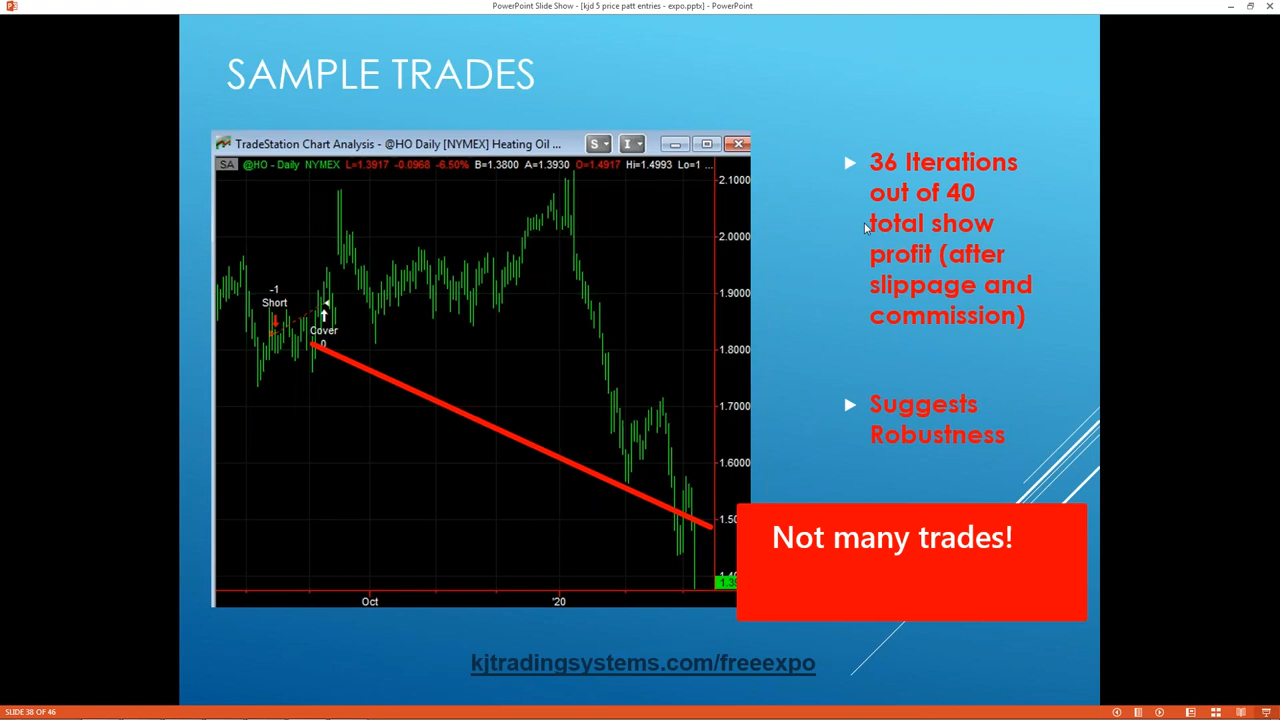 PowerPoint Slide Show - [kjd 5 price patt entries - expo.pptx] - PowerPoint
SAMPLE TRADES
TradeStation Chart Analysis - @HO Daily [NYMEX] Heating Oil ...
S
I
SA
@HO - Daily NYMEX L=1.3917 -0.0968 -6.50% B=1.3800 A=1.3930 O=1.4917 Hi=1.4993 Lo=1 ...
2.1000
2.0000
1.9000
1.8000
1.7000
1.6000
-1
Short
Cover
0
Oct
'20
36 Iterations
out of 40
total show
profit (after
slippage and
commission)
Suggests
Robustness
Not many trades!
kjtradingsystems.com/freeexpo
SLIDE 38 OF 46